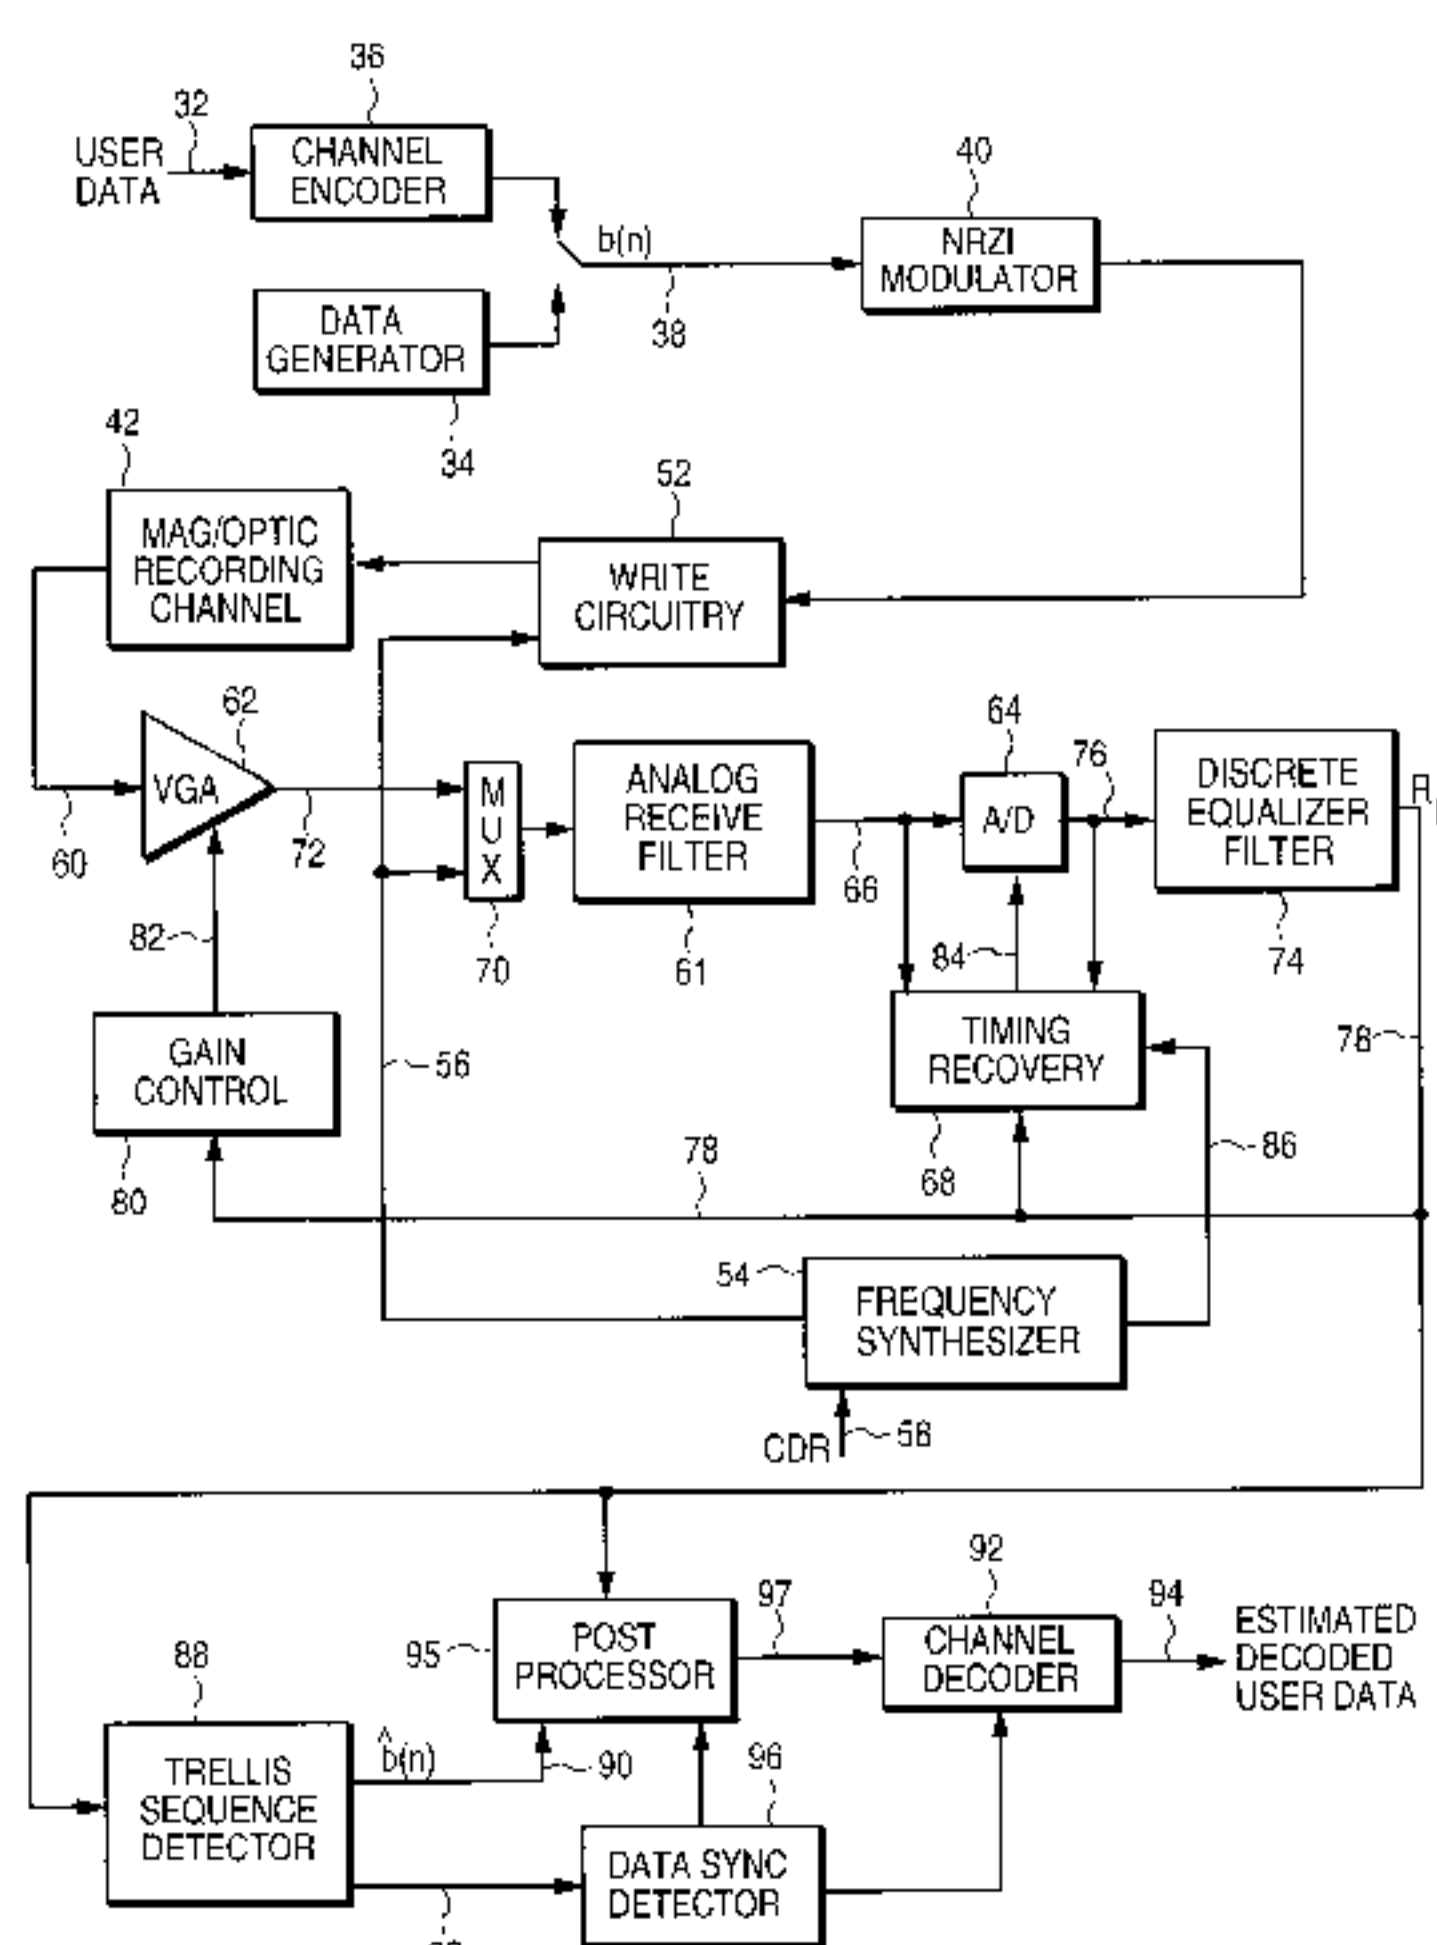 36
32
USER
DATA
CHANNEL
ENCODER
b(n)
38
40
NRZI
MODULATOR
DATA
GENERATOR
34
42
MAG/OPTIC
RECORDING
CHANNEL
52
WRITE
CIRCUITRY
62
VGA
60
72
M
U
X
70
ANALOG
RECEIVE
FILTER
61
66
64
A/D
76
DISCRETE
EQUALIZER
FILTER
74
R
82
84
GAIN
CONTROL
80
56
TIMING
RECOVERY
68
76
86
78
54
FREQUENCY
SYNTHESIZER
CDR
56
88
TRELLIS
SEQUENCE
DETECTOR
b̂(n)
90
95
POST
PROCESSOR
97
92
CHANNEL
DECODER
94
ESTIMATED
DECODED
USER DATA
96
DATA SYNC
DETECTOR